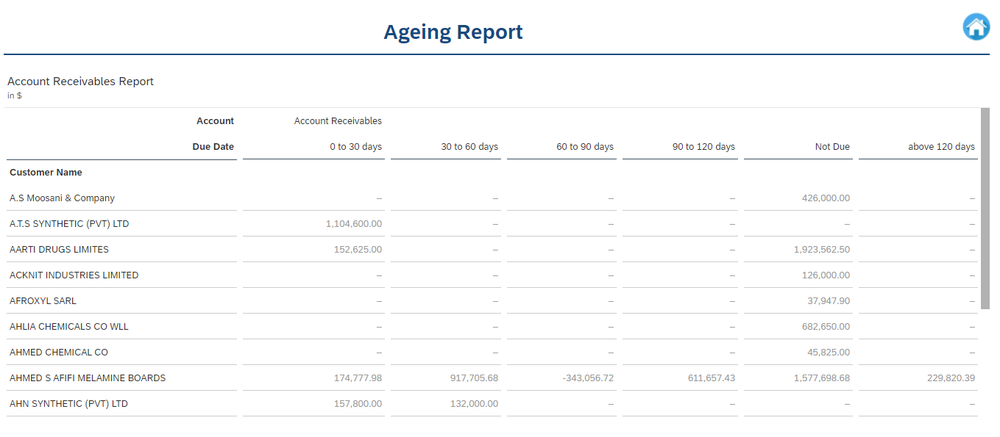 Ageing Report
Account Receivables Report
in $
Account Account Receivables
Due Date 0 to 30 days 30 to 60 days 60 to 90 days 90 to 120 days Not Due above 120 days
Customer Name
A.S Moosani & Company – – – – 426,000.00 –
A.T.S SYNTHETIC (PVT) LTD 1,104,600.00 – – – – –
AARTI DRUGS LIMITES 152,625.00 – – – 1,923,562.50 –
ACKNIT INDUSTRIES LIMITED – – – – 126,000.00 –
AFROXYL SARL – – – – 37,947.90 –
AHLIA CHEMICALS CO WLL – – – – 682,650.00 –
AHMED CHEMICAL CO – – – – 45,825.00 –
AHMED S AFIFI MELAMINE BOARDS 174,777.98 917,705.68 -343,056.72 611,657.43 1,577,698.68 229,820.39
AHN SYNTHETIC (PVT) LTD 157,800.00 132,000.00 – – – –